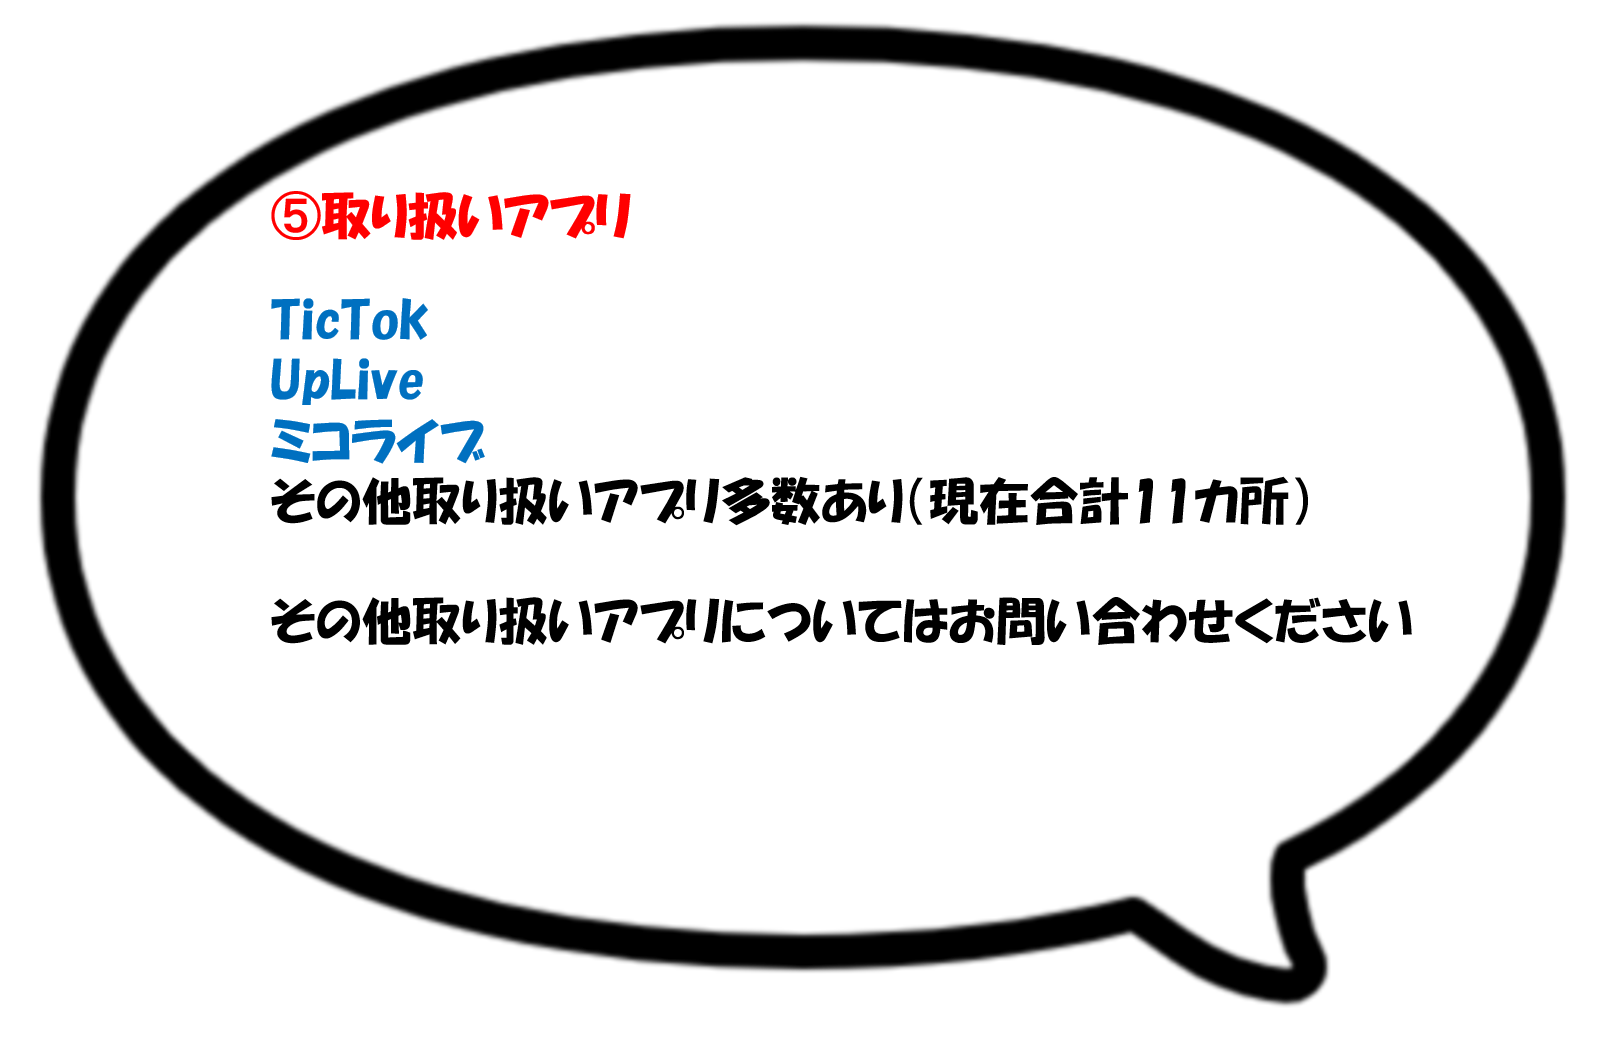 ⑤取り扱いアプリ
TicTok
UpLive
ミコライブ
その他取り扱いアプリ多数あり（現在合計11カ所）
その他取り扱いアプリについてはお問い合わせください